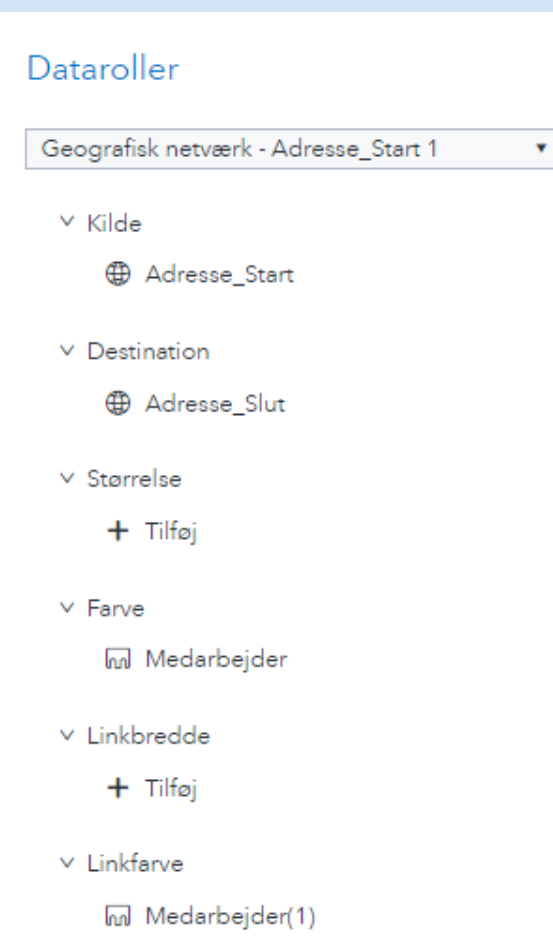 Dataroller
Geografisk netværk - Adresse_Start 1
Kilde
Adresse_Start
Destination
Adresse_Slut
Størrelse
Tilføj
Farve
Medarbejder
Linkbredde
Tilføj
Linkfarve
Medarbejder(1)